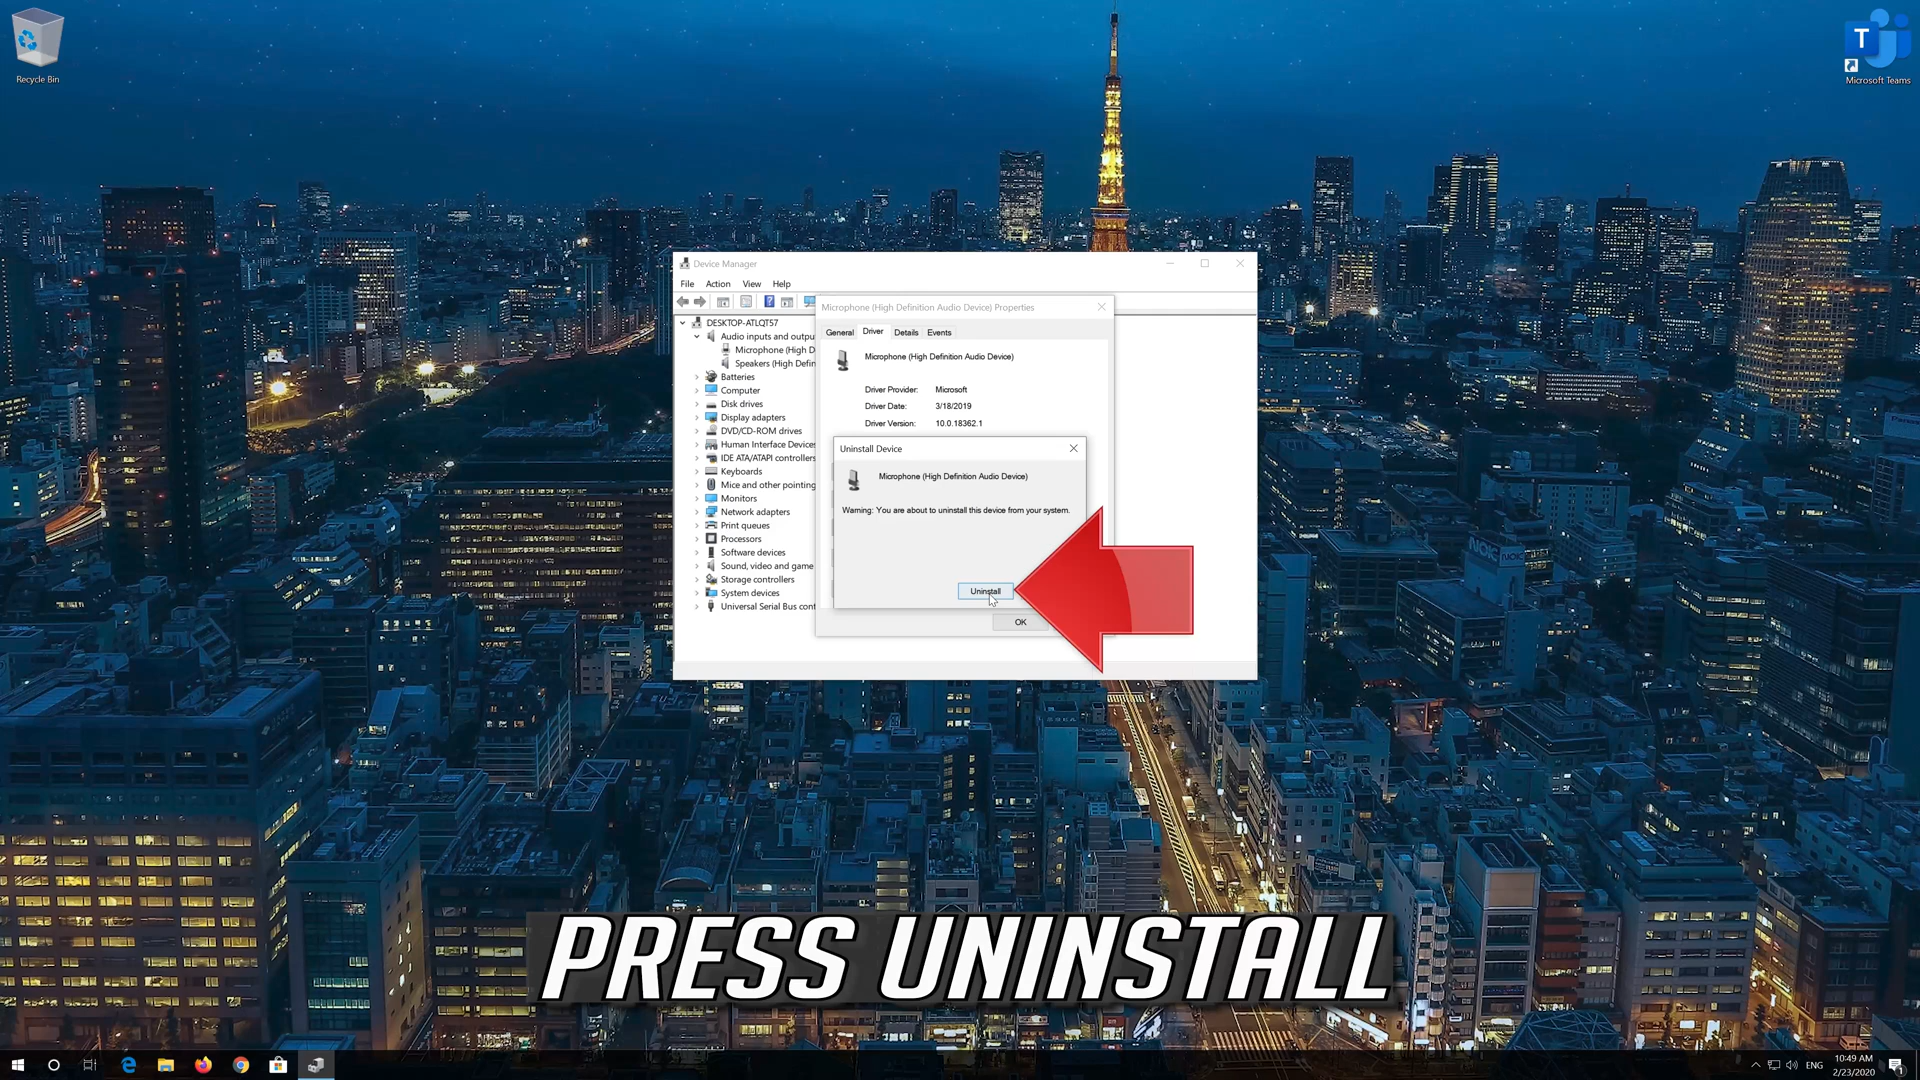 Recycle Bin
T
Microsoft Teams
Device Manager
File Action View Help
Microphone (High Definition Audio Device) Properties
DESKTOP-ATLQT57
Audio inputs and outpu
Microphone (High D
Speakers (High Defin
Batteries
Computer
Disk drives
Display adapters
DVD/CD-ROM drives
Human Interface Devices
IDE ATA/ATAPI controllers
Keyboards
Mice and other pointing
Monitors
Network adapters
Print queues
Processors
Software devices
Sound, video and game
Storage controllers
System devices
Universal Serial Bus cont
General Driver Details Events
Microphone (High Definition Audio Device)
Driver Provider: Microsoft
Driver Date: 3/18/2019
Driver Version: 10.0.18362.1
Uninstall Device
Microphone (High Definition Audio Device)
Warning: You are about to uninstall this device from your system.
Uninstall
OK
PRESS UNINSTALL
ENG
10:49 AM
2/23/2020